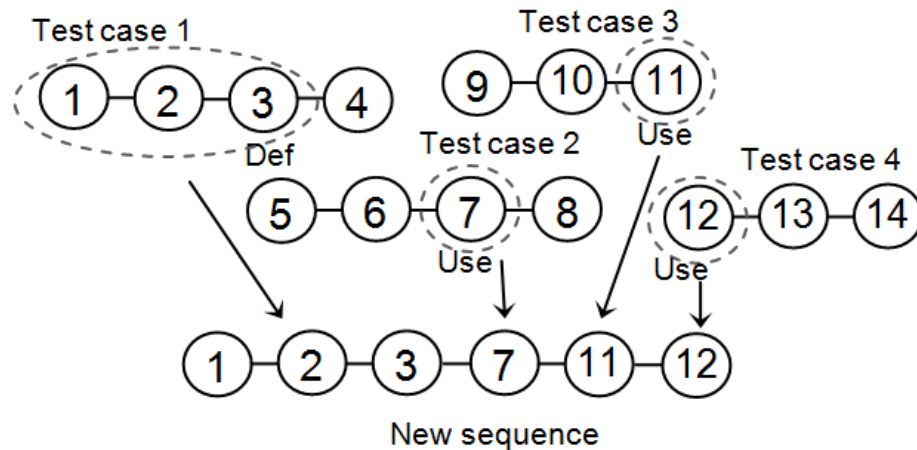 Test case 1
Test case 3
1 2 3 4
9 10 11
Def
Use
Test case 2
Test case 4
5 6 7 8
12 13 14
Use
Use
1 2 3 7 11 12
New sequence